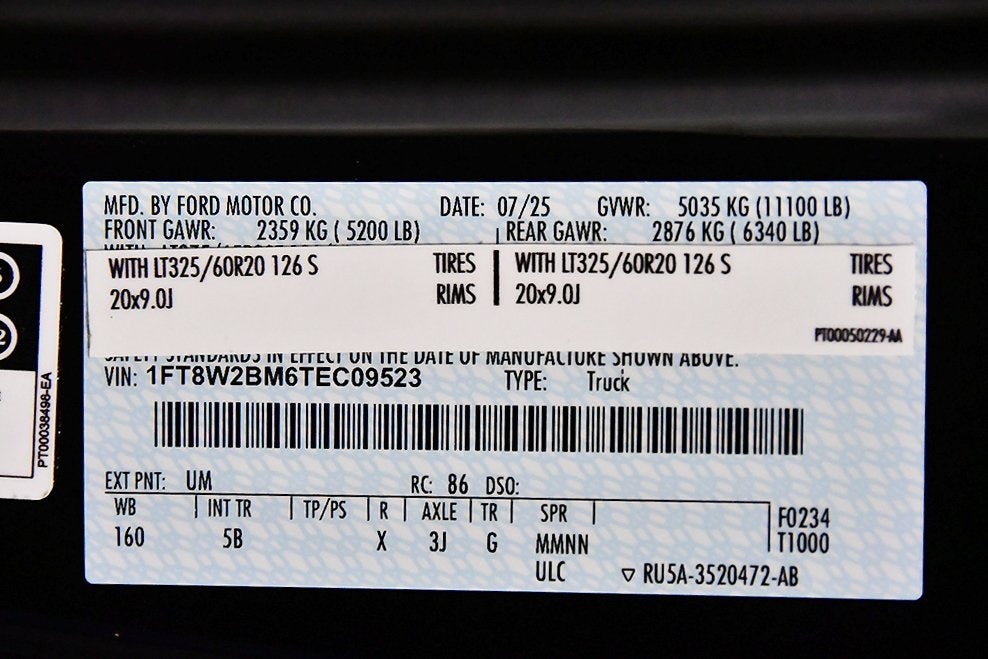 MFD. BY FORD MOTOR CO. DATE: 07/25 GVWR: 5035 KG (11100 LB)
FRONT GAWR: 2359 KG ( 5200 LB) REAR GAWR: 2876 KG ( 6340 LB)
WITH LT325/60R20 126 S TIRES WITH LT325/60R20 126 S TIRES
20x9.0J RIMS 20x9.0J RIMS
PT00050229-AA
SAFETY STANDARDS IN EFFECT ON THE DATE OF MANUFACTURE SHOWN ABOVE.
VIN: 1FT8W2BM6TEC09523 TYPE: Truck
EXT PNT: UM RC: 86 DSO:
WB INT TR TP/PS R AXLE TR SPR F0234
160 5B X 3J G MMNN T1000
ULC ▽ RU5A-3520472-AB
PT00038498-EA